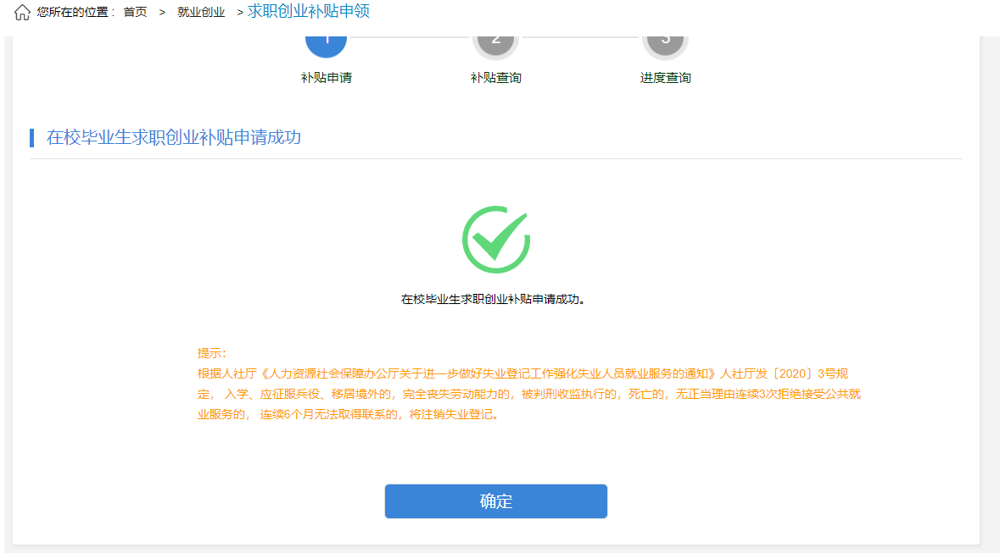 您所在的位置： 首页 > 就业创业 > 求职创业补贴申领
1 2 3
补贴申请 补贴查询 进度查询
在校毕业生求职创业补贴申请成功
在校毕业生求职创业补贴申请成功。
提示：
根据人社厅《人力资源社会保障办公厅关于进一步做好失业登记工作强化失业人员就业服务的通知》人社厅发〔2020〕3号规
定， 入学、应征服兵役、移居境外的，完全丧失劳动能力的，被判刑收监执行的，死亡的，无正当理由连续3次拒绝接受公共就
业服务的， 连续6个月无法取得联系的，将注销失业登记。
确定